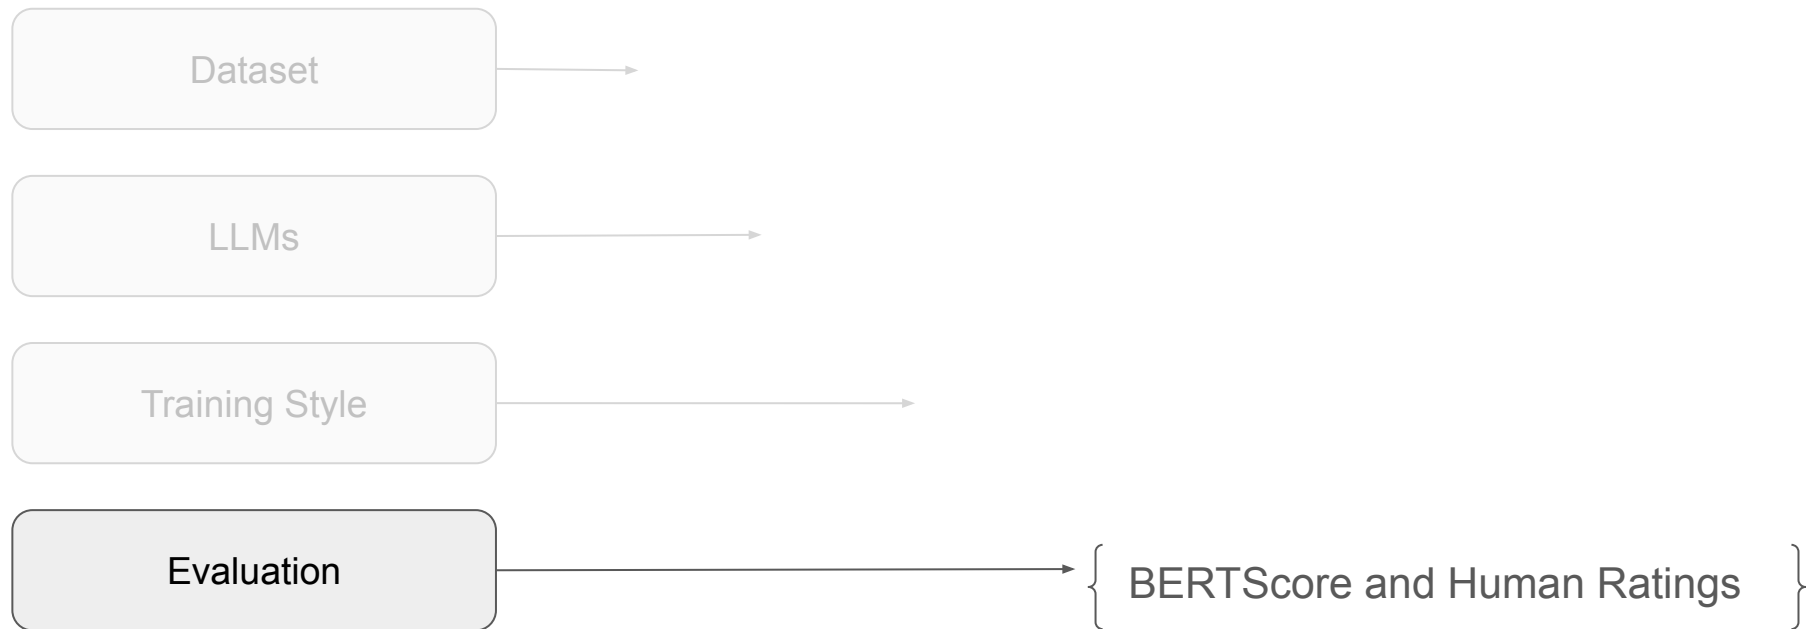 Dataset
LLMs
Training Style
Evaluation
{ BERTScore and Human Ratings }